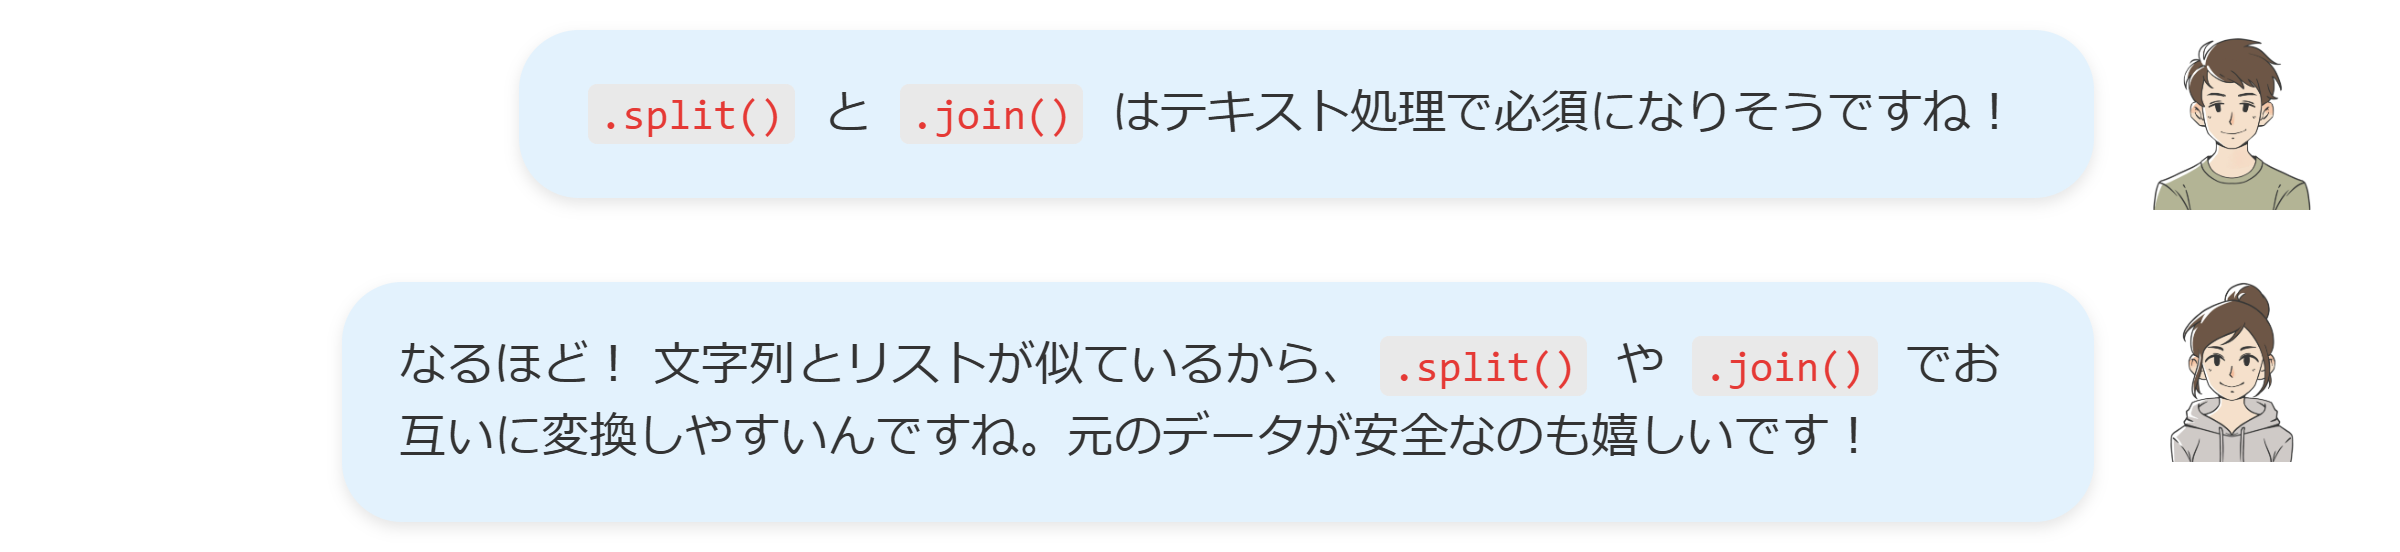 .split() と .join() はテキスト処理で必須になりそうですね！
なるほど！ 文字列とリストが似ているから、 .split() や .join() でお
互いに変換しやすいんですね。元のデータが安全なのも嬉しいです！